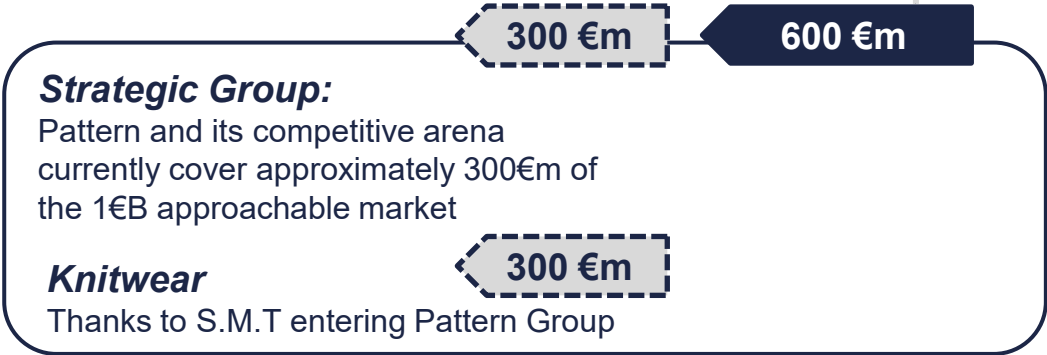 300 €m
600 €m
Strategic Group:
Pattern and its competitive arena
currently cover approximately 300€m of
the 1€B approachable market
300 €m
Knitwear
Thanks to S.M.T entering Pattern Group